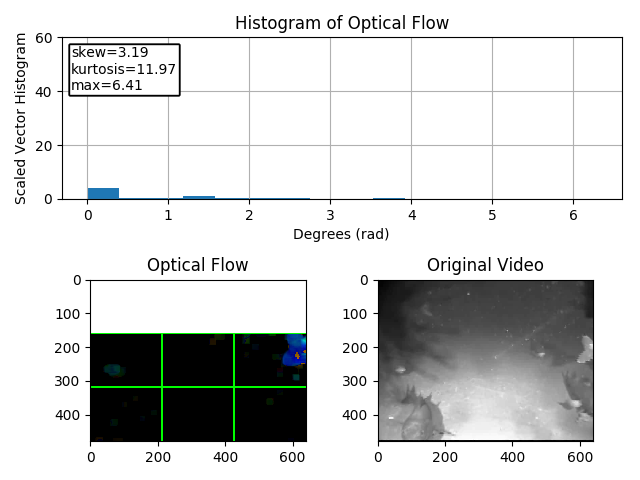 Histogram of Optical Flow
Scaled Vector Histogram
60
40
20
0
skew=3.19
kurtosis=11.97
max=6.41
0 1 2 3 4 5 6
Degrees (rad)
Optical Flow
0
100
200
300
400
0 200 400 600
Original Video
0
100
200
300
400
0 200 400 600